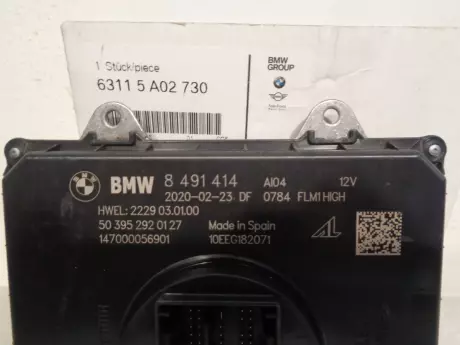 1 Stück/piece
6311 5 A02 730
BMW
GROUP
BMW 8 491 414 AI04 12V
2020-02-23 DF 0784 FLM1 HIGH
HWEL: 2229 03.01.00
50 395 292 01 27 Made in Spain
147000056901 10EEG182071
AL